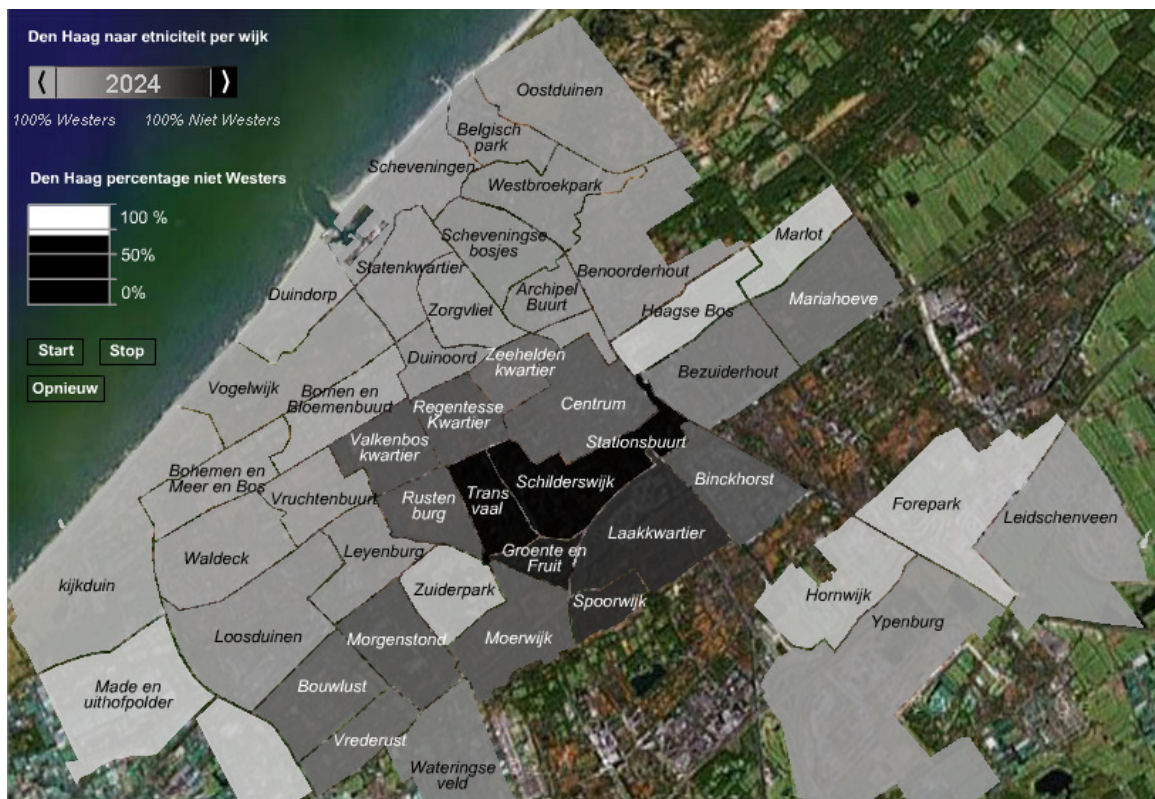 Den Haag naar etniciteit per wijk
2024
100% Westers
100% Niet Westers
Den Haag percentage niet Westers
100 %
50%
0%
Start
Stop
Opnieuw
Oostduinen
Belgisch
park
Scheveningen
Westbroekpark
Scheveningse
bosjes
Marlot
Statenkwartier
Benoorderhout
Duindorp
Archipel
Buurt
Mariahoeve
Zorgvliet
Haagse Bos
Duinoord
Zeehelden
kwartier
Bezuiderhout
Vogelwijk
Bomen en
Bloemenbuurt
Regentesse
Kwartier
Centrum
Valkenbos
kwartier
Stationsbuurt
Bohemen en
Meer en Bos
Vruchtenbuurt
Rusten
burg
Trans
vaal
Schilderswijk
Binckhorst
Forepark
Leidschenveen
Laakkwartier
Waldeck
Leyenburg
Groente en
Fruit
kijkduin
Zuiderpark
Spoorwijk
Hornwijk
Ypenburg
Loosduinen
Morgenstond
Moerwijk
Made en
uithofpolder
Bouwlust
Vrederust
Wateringse
veld